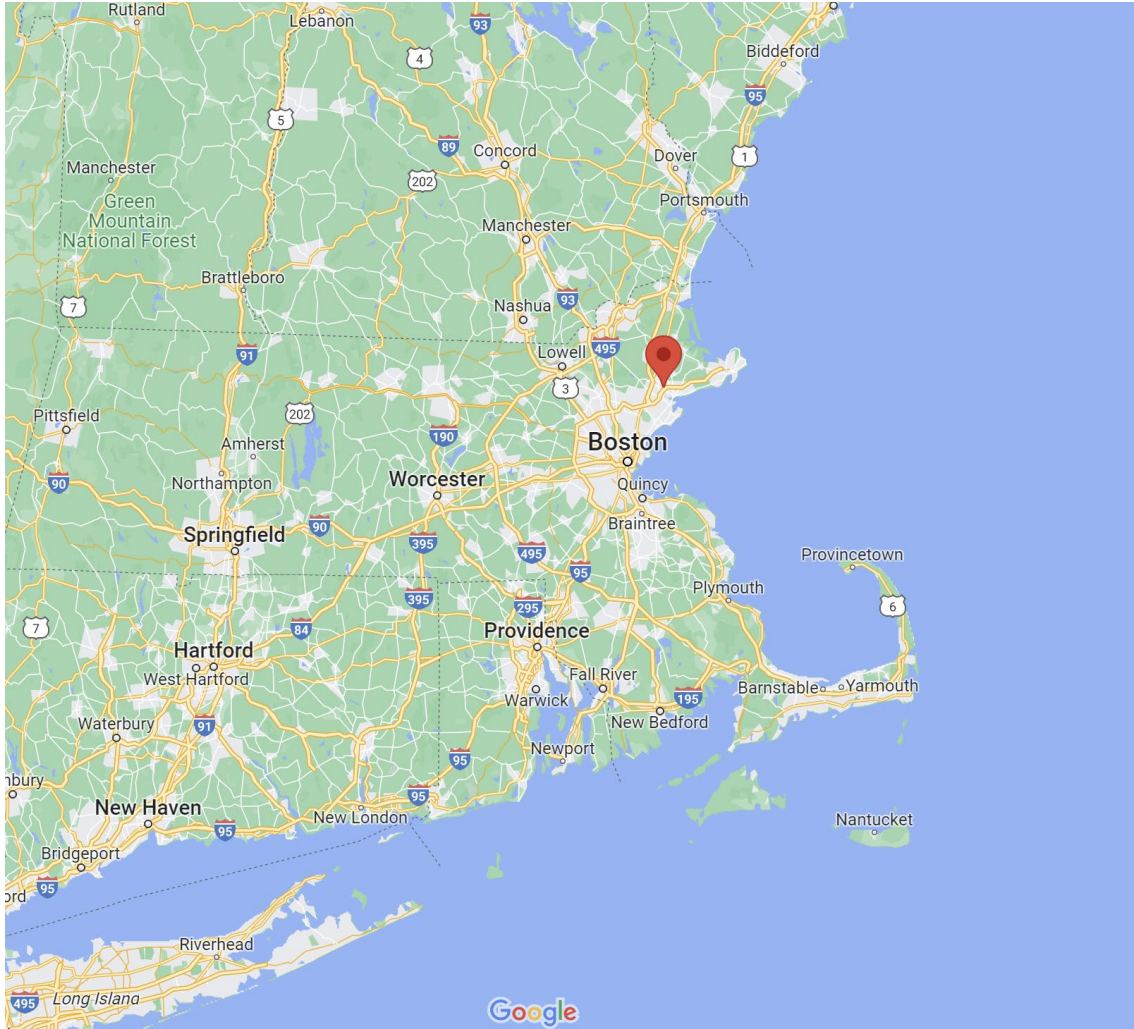 Rutland
Lebanon
93
Biddeford
4
95
5
89
Concord
Dover
1
Manchester
202
Portsmouth
Green
Mountain
National Forest
Manchester
Brattleboro
93
7
Nashua
495
91
Lowell
3
Pittsfield
202
190
Boston
Amherst
90
Northampton
Worcester
Quincy
Braintree
Springfield
90
395
495
Provincetown
95
Plymouth
395
295
6
7
84
Providence
Hartford
West Hartford
Fall River
Barnstable
Yarmouth
Warwick
195
New Bedford
Waterbury
91
Newport
95
nbury
95
New Haven
New London
95
Nantucket
Bridgeport
95
ord
Riverhead
495
Long Island
Google